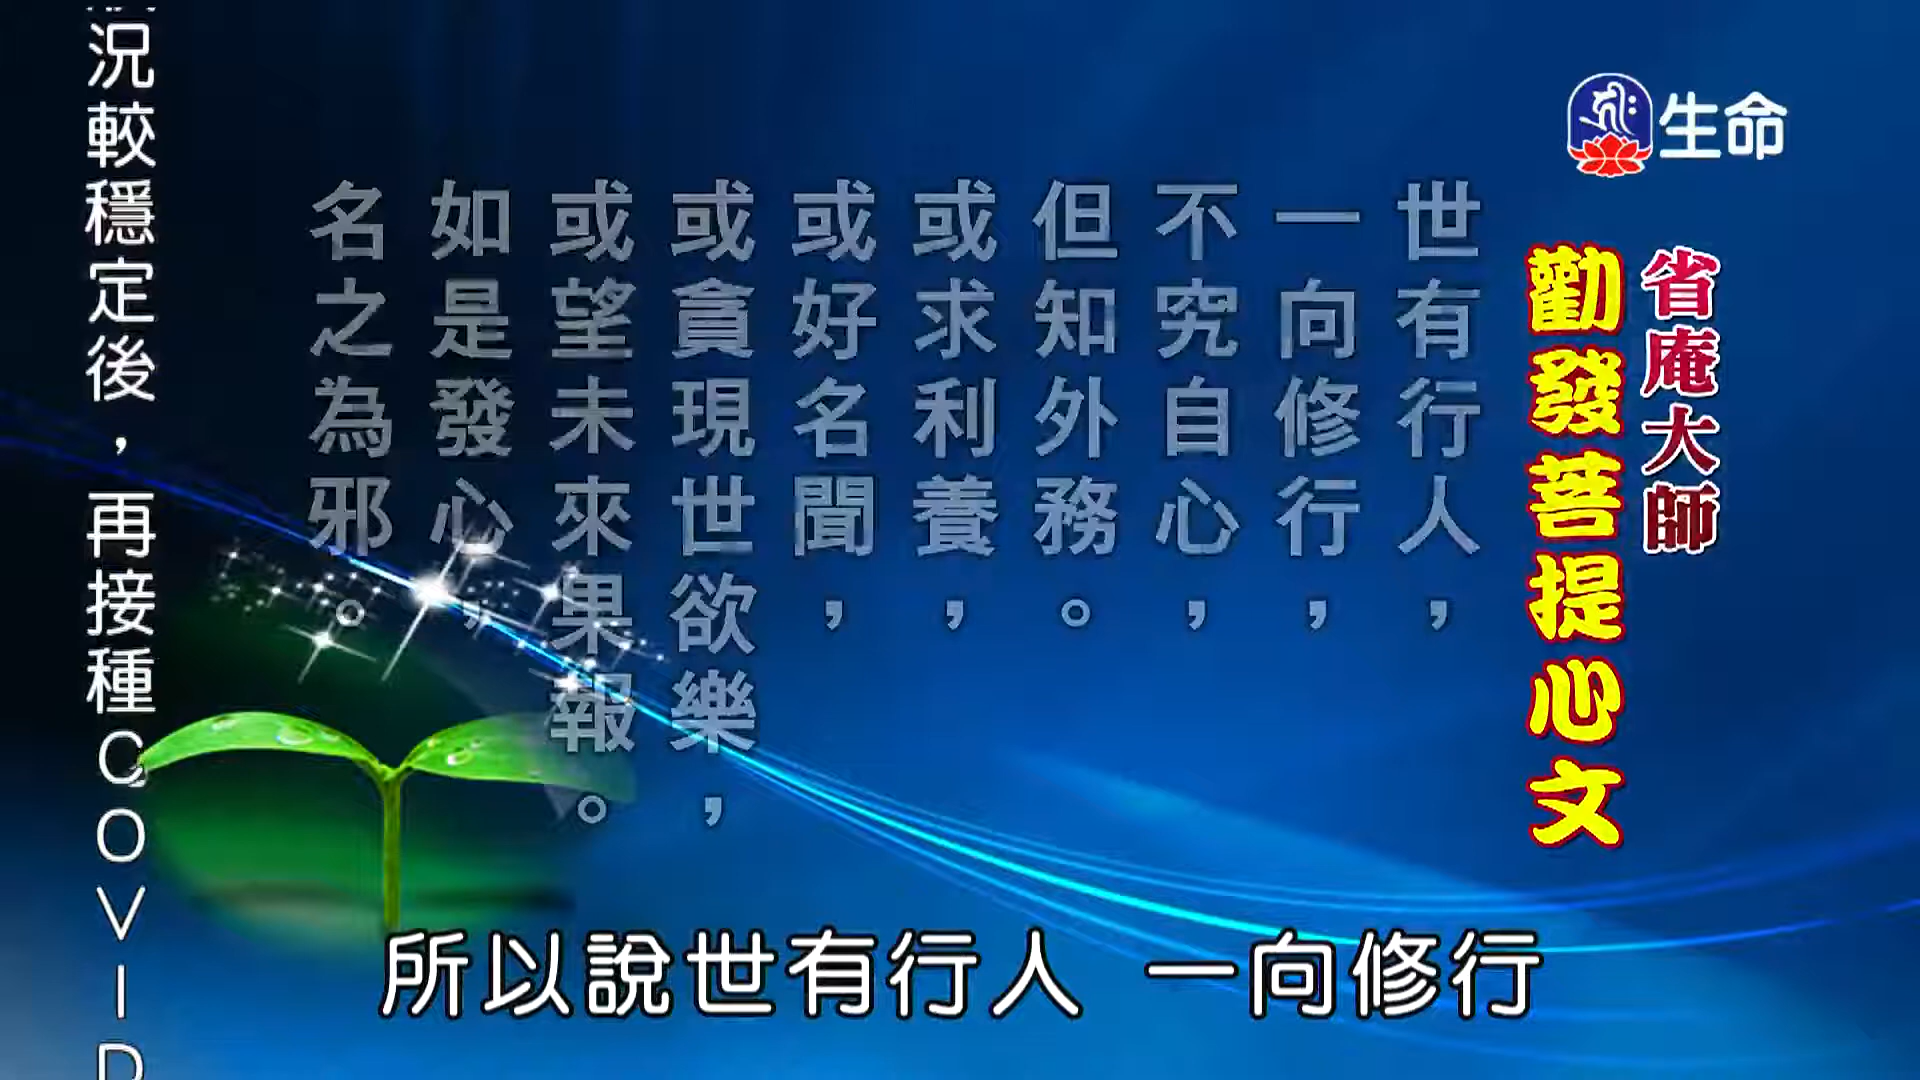 生命
省庵大師
勸發菩提心文
世有行人，
一向修行，
不究自心，
但知外務。
或求利養，
或好名聞，
或貪現世欲樂，
或望未來果報。
如是發心，
名之為邪。
況較穩定後，再接種COVID
所以說世有行人 一向修行